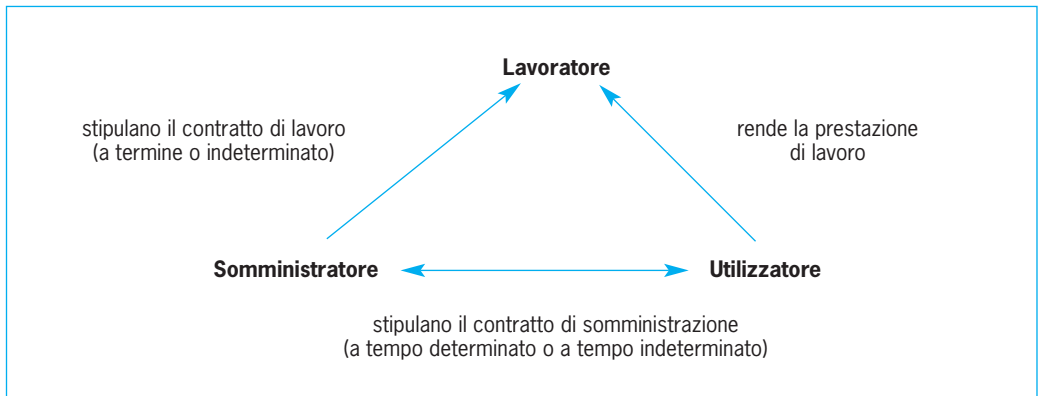 Lavoratore
stipulano il contratto di lavoro
(a termine o indeterminato)
rende la prestazione
di lavoro
Somministratore
Utilizzatore
stipulano il contratto di somministrazione
(a tempo determinato o a tempo indeterminato)